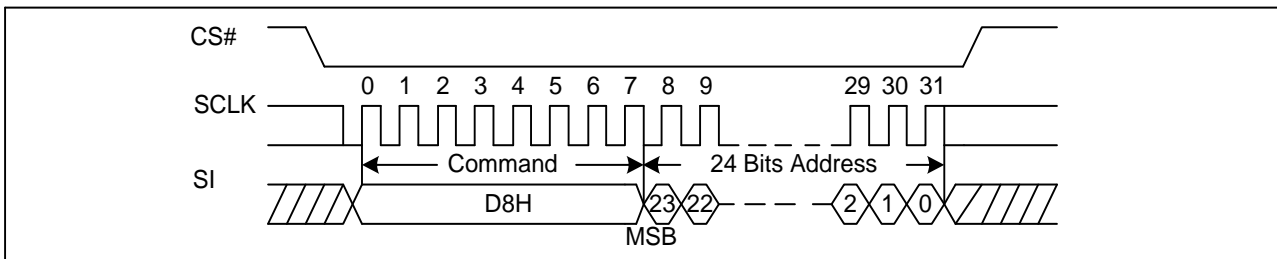 CS#
0 1 2 3 4 5 6 7 8 9 29 30 31
SCLK
Command 24 Bits Address
SI
D8H 23 22 2 1 0
MSB